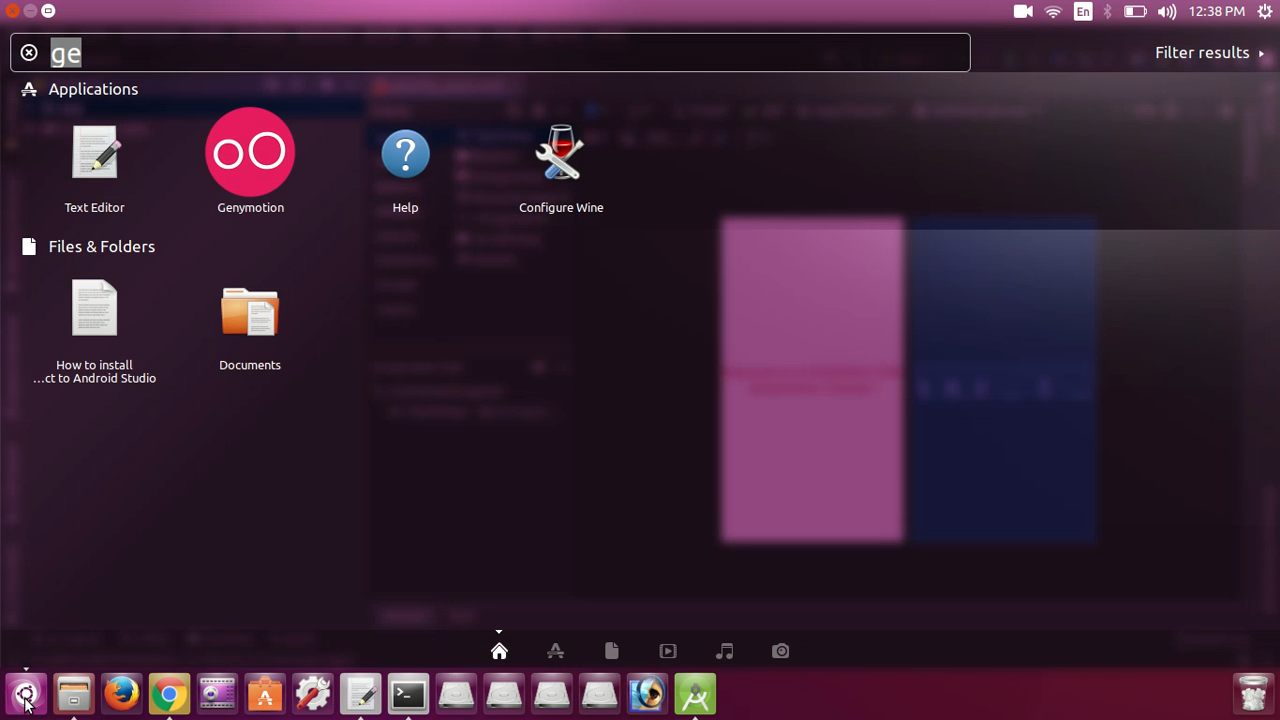 En
12:38 PM
ge
Filter results
Applications
Text Editor
Genymotion
Help
Configure Wine
Files & Folders
How to install
...ct to Android Studio
Documents